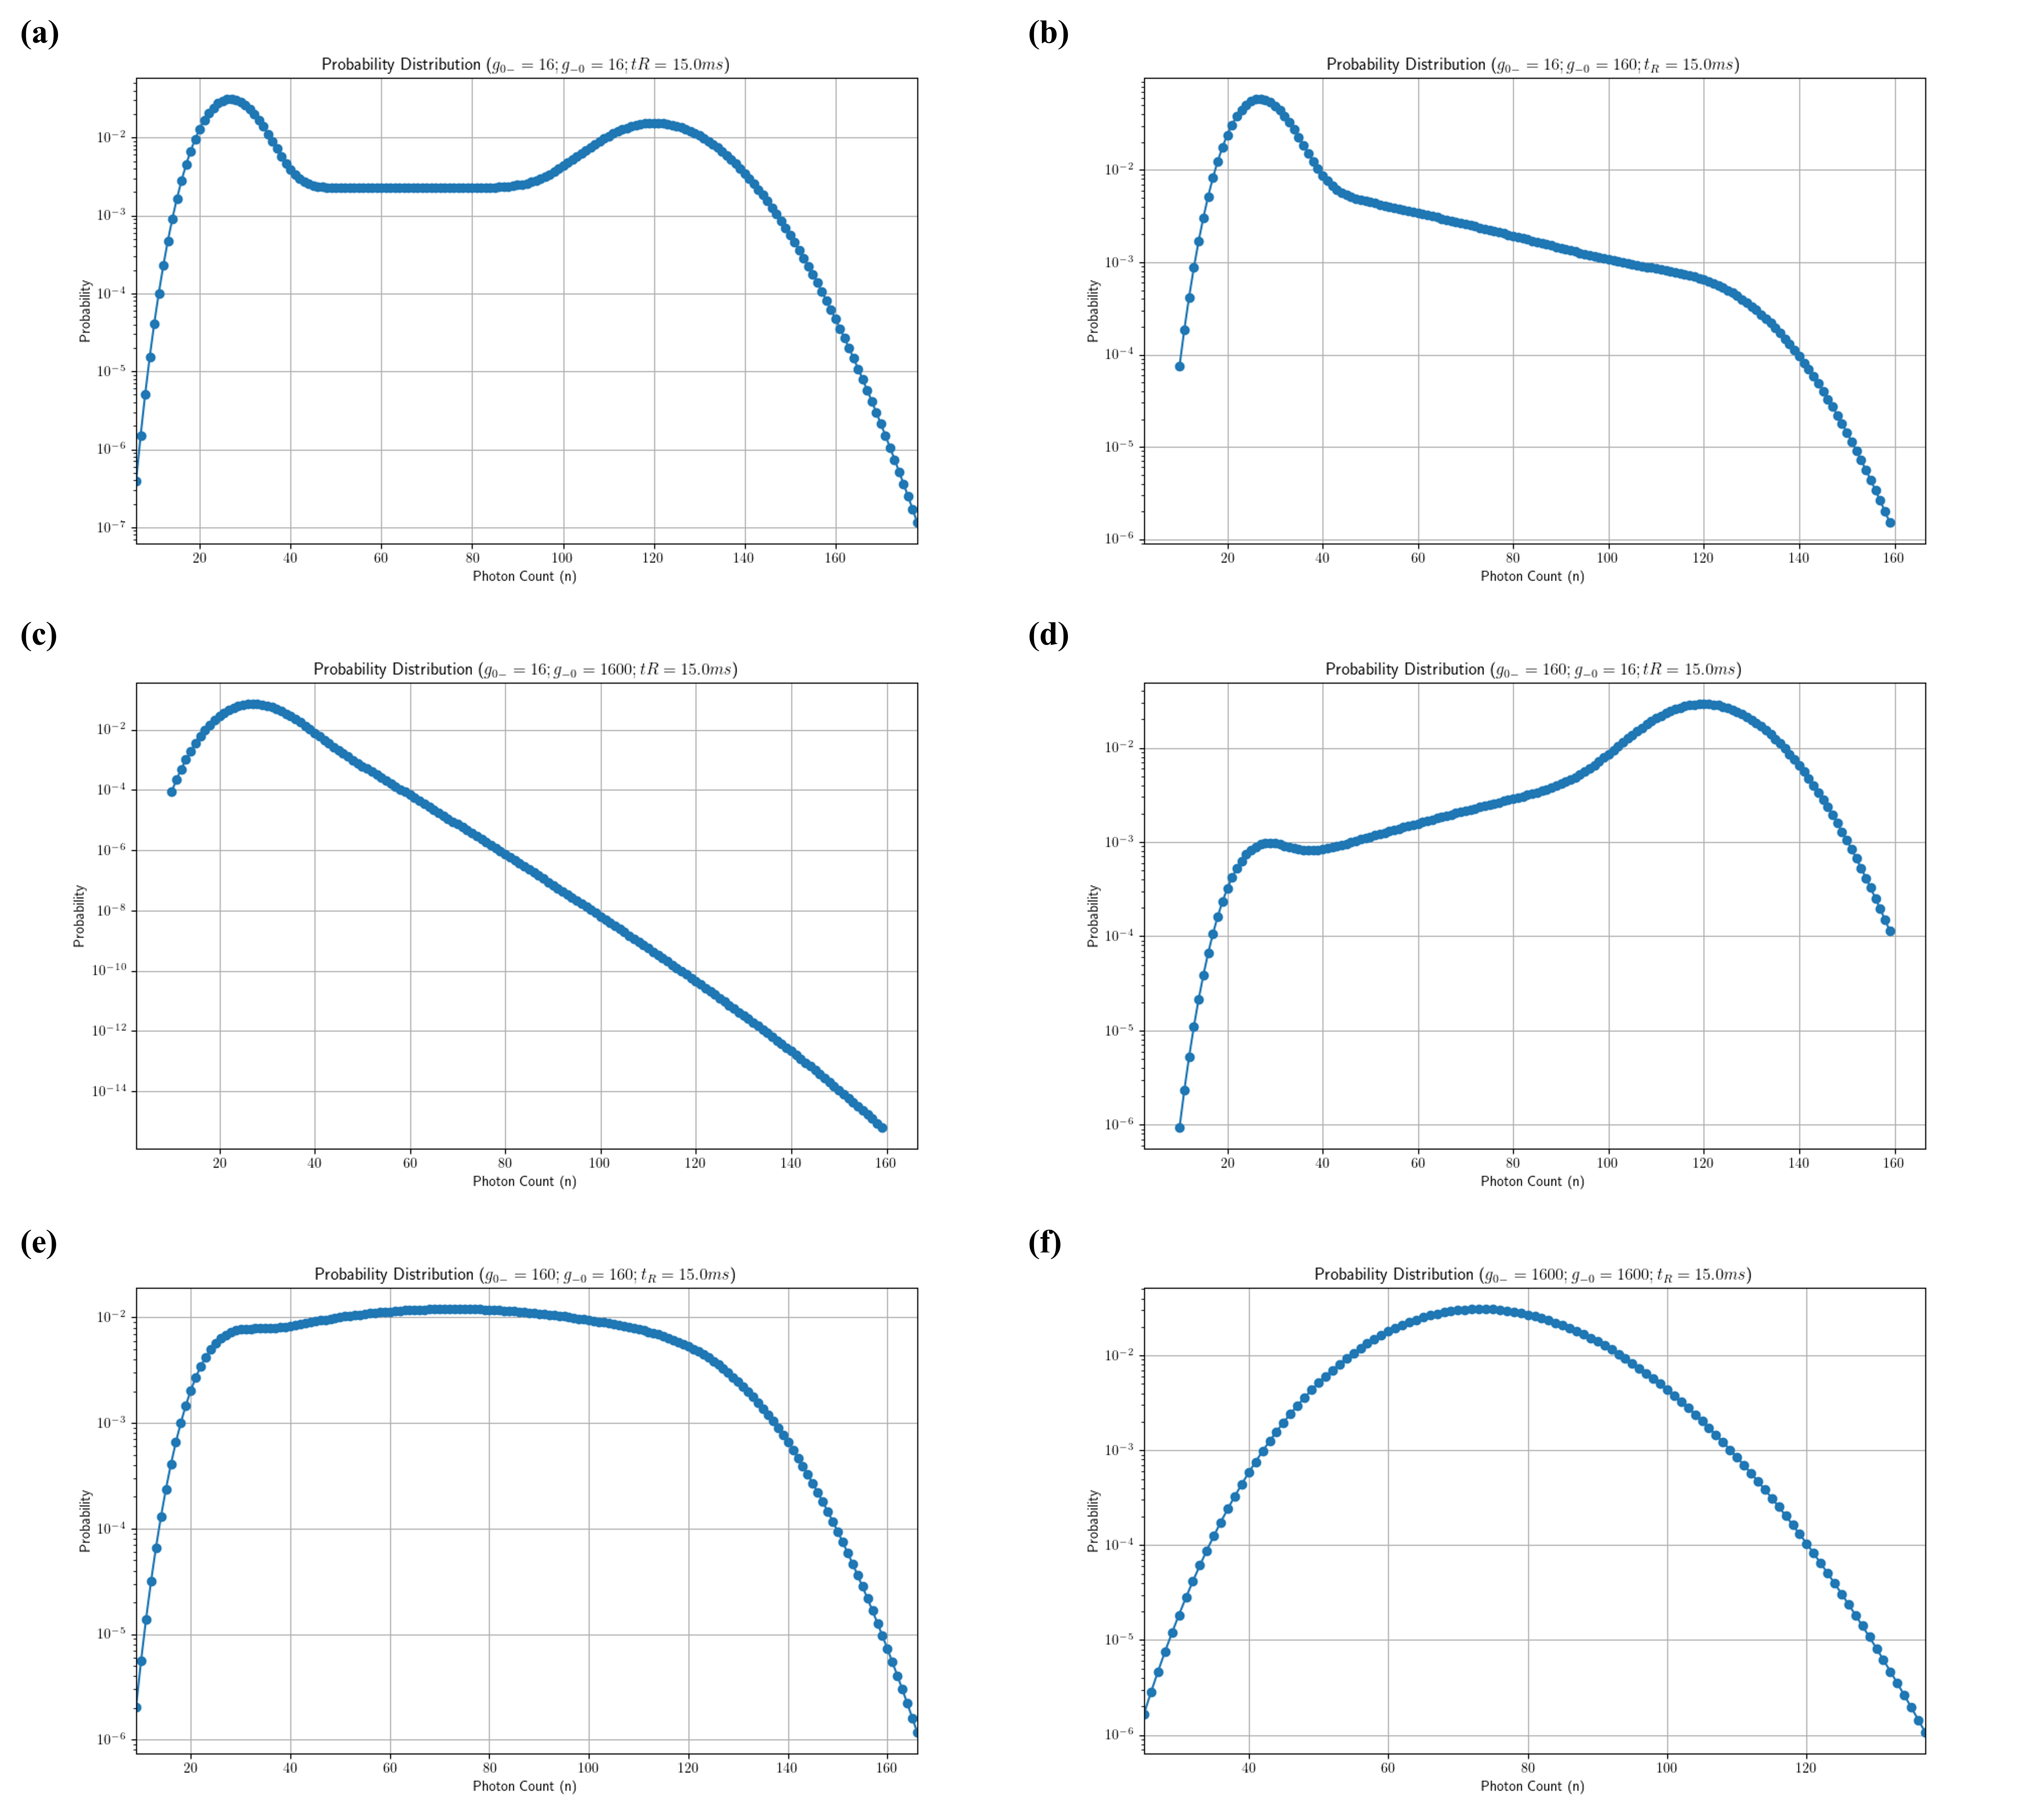 (a)
Probability Distribution (g₀₋ = 16; g₋₀ = 16; tR = 15.0ms)
Probability
10⁻²
10⁻³
10⁻⁴
10⁻⁵
10⁻⁶
10⁻⁷
20 40 60 80 100 120 140 160
Photon Count (n)
(b)
Probability Distribution (g₀₋ = 16; g₋₀ = 160; t_R = 15.0ms)
Probability
10⁻²
10⁻³
10⁻⁴
10⁻⁵
10⁻⁶
20 40 60 80 100 120 140 160
Photon Count (n)
(c)
Probability Distribution (g₀₋ = 16; g₋₀ = 1600; tR = 15.0ms)
Probability
10⁻²
10⁻⁴
10⁻⁶
10⁻⁸
10⁻¹⁰
10⁻¹²
10⁻¹⁴
20 40 60 80 100 120 140 160
Photon Count (n)
(d)
Probability Distribution (g₀₋ = 160; g₋₀ = 16; tR = 15.0ms)
Probability
10⁻²
10⁻³
10⁻⁴
10⁻⁵
10⁻⁶
20 40 60 80 100 120 140 160
Photon Count (n)
(e)
Probability Distribution (g₀₋ = 160; g₋₀ = 160; t_R = 15.0ms)
Probability
10⁻²
10⁻³
10⁻⁴
10⁻⁵
10⁻⁶
20 40 60 80 100 120 140 160
Photon Count (n)
(f)
Probability Distribution (g₀₋ = 1600; g₋₀ = 1600; t_R = 15.0ms)
Probability
10⁻²
10⁻³
10⁻⁴
10⁻⁵
10⁻⁶
40 60 80 100 120
Photon Count (n)